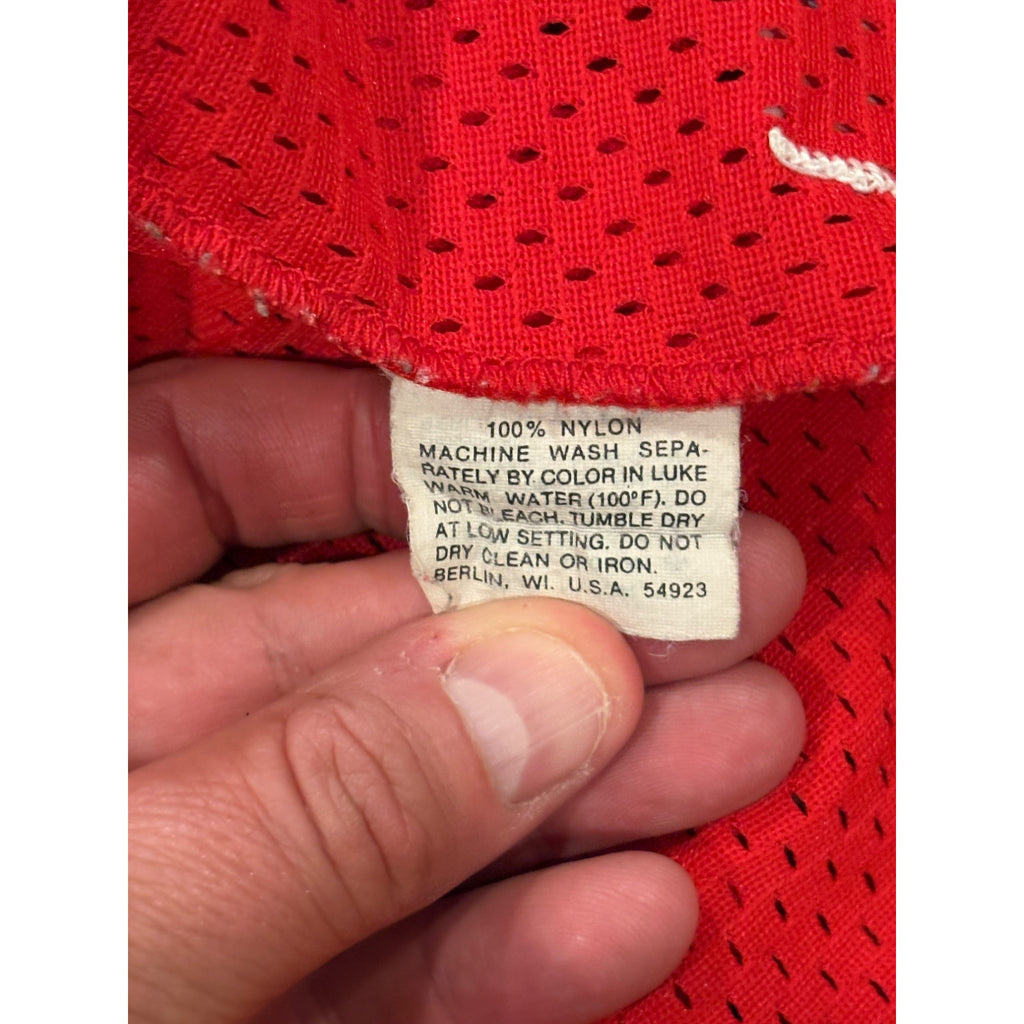 100% NYLON
MACHINE WASH SEPA-
RATELY BY COLOR IN LUKE
WARM WATER (100°F). DO
NOT BLEACH. TUMBLE DRY
AT LOW SETTING. DO NOT
DRY CLEAN OR IRON.
BERLIN, WI. U.S.A. 54923